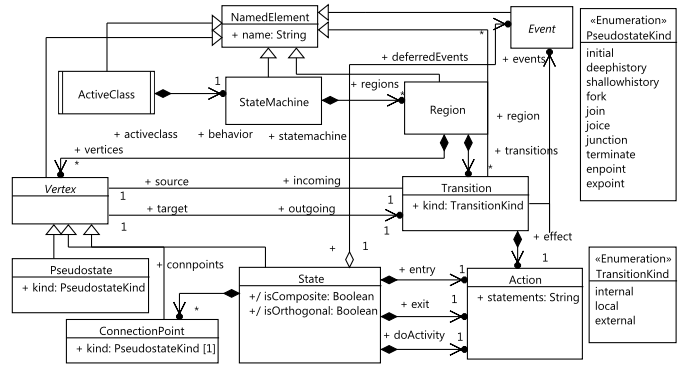 NamedElement
+ name: String
Event
«Enumeration»
PseudostateKind
initial
deephistory
shallowhistory
fork
join
joice
junction
terminate
enpoint
expoint
*
+ deferredEvents
+ events
ActiveClass
1
StateMachine
+ regions
*
Region
+ activeclass
+ behavior
+ statemachine
+ region
+ vertices
*
+ transitions
*
Vertex
1
+ source
+ incoming
Transition
+ kind: TransitionKind
1
+ target
+ outgoing
1
1
+
1
+ effect
1
Pseudostate
+ kind: PseudostateKind
+ connpoints
*
ConnectionPoint
+ kind: PseudostateKind [1]
State
+/ isComposite: Boolean
+/ isOrthogonal: Boolean
+ entry
1
+ exit
1
+ doActivity
1
Action
+ statements: String
«Enumeration»
TransitionKind
internal
local
external